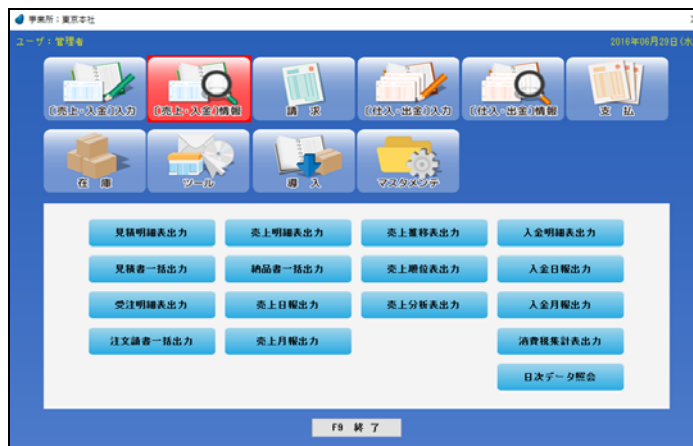 事業所：東京本社
ユーザ：管理者
2016年06月29日(水
(売上・入金)入力
(売上・入金)情報
請 求
(仕入・出金)入力
(仕入・出金)情報
支 払
在 庫
ツール
導 入
マスタメンテ
見積明細表出力
売上明細表出力
売上推移表出力
入金明細表出力
見積書一括出力
納品書一括出力
売上順位表出力
入金日報出力
受注明細表出力
売上日報出力
売上分析表出力
入金月報出力
注文請書一括出力
売上月報出力
消費税集計表出力
日次データ照会
F9 終 了